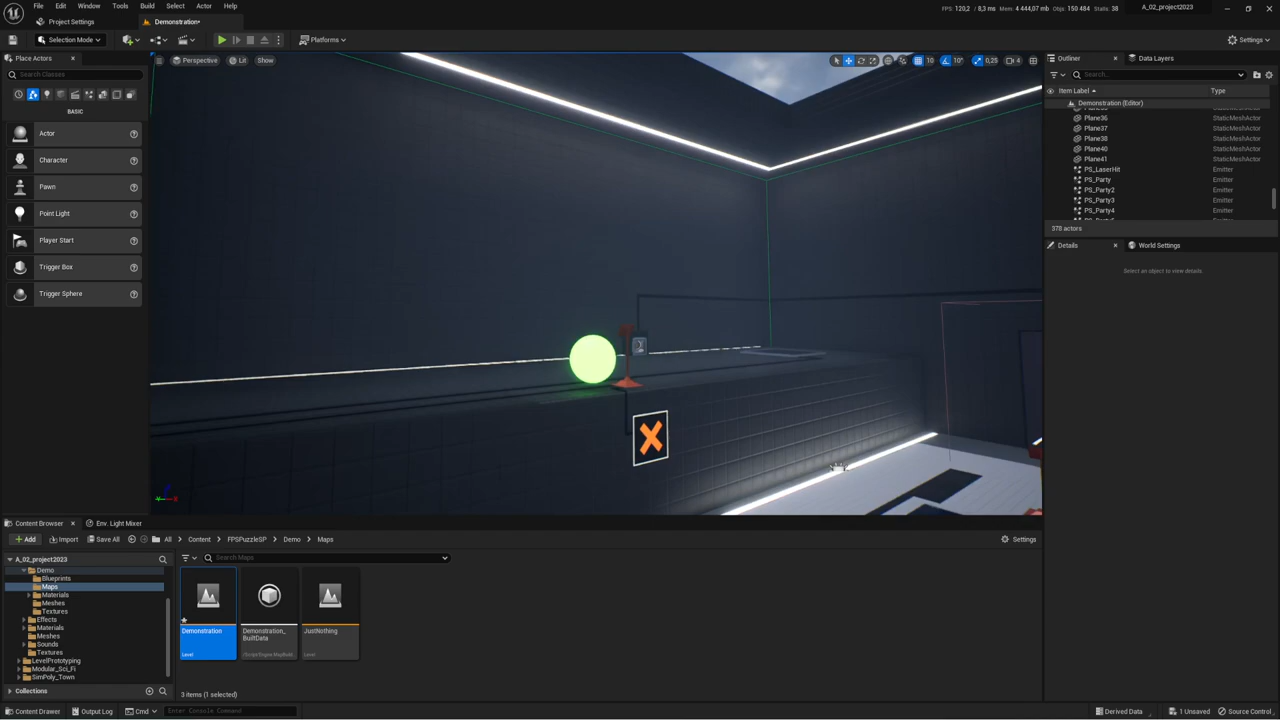 File Edit Window Tools Build Select Actor Help
FPS: 120,2 / 8,3 ms Mem: 4 444,07 mb Obj: 150 484 Stalls: 38
A_02_project2023
Project Settings
Demonstration*
Selection Mode
Platforms
Settings
Place Actors
Search Classes
BASIC
Actor
Character
Pawn
Point Light
Player Start
Trigger Box
Trigger Sphere
Perspective Lit Show
10 10° 0,25 4
Outliner
Data Layers
Search...
Item Label Type
Demonstration (Editor)
Plane36 StaticMeshActor
Plane37 StaticMeshActor
Plane38 StaticMeshActor
Plane40 StaticMeshActor
Plane41 StaticMeshActor
PS_LaserHit Emitter
PS_Party Emitter
PS_Party2 Emitter
PS_Party3 Emitter
PS_Party4 Emitter
378 actors
Details
World Settings
Select an object to view details.
Content Browser
Env. Light Mixer
Add Import Save All All Content FPSPuzzleSP Demo Maps
Settings
A_02_project2023
Demo
Blueprints
Maps
Materials
Meshes
Textures
Effects
Materials
Meshes
Sounds
Textures
LevelPrototyping
Modular_Sci_Fi
SimPoly_Town
Collections
Search Maps
Demonstration
Level
Demonstration_
BuiltData
JustNothing
Level
3 items (1 selected)
Content Drawer Output Log Cmd Enter Console Command
Derived Data 1 Unsaved Source Control